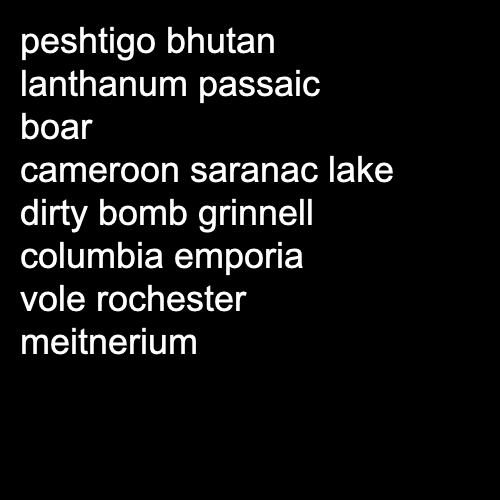 peshtigo bhutan
lanthanum passaic
boar
cameroon saranac lake
dirty bomb grinnell
columbia emporia
vole rochester
meitnerium